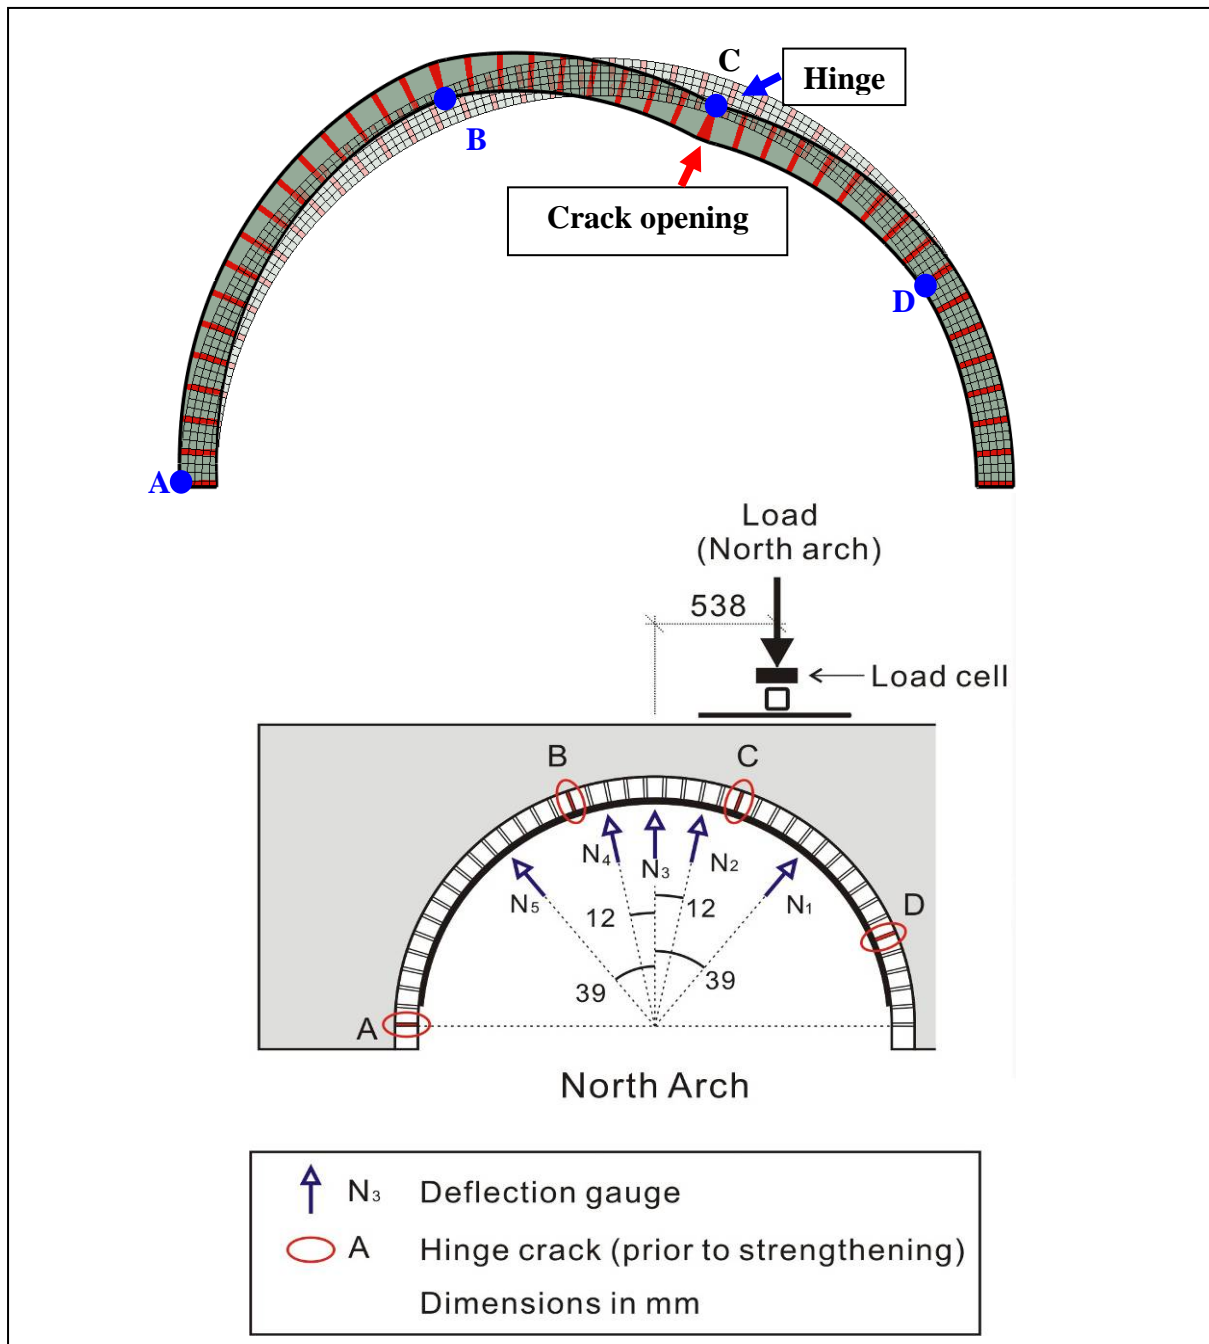 C
Hinge
B
Crack opening
D
A
Load
(North arch)
538
Load cell
B
C
N4
N3
N2
N5
N1
12
12
D
39
39
A
North Arch
N3 Deflection gauge
A Hinge crack (prior to strengthening)
Dimensions in mm